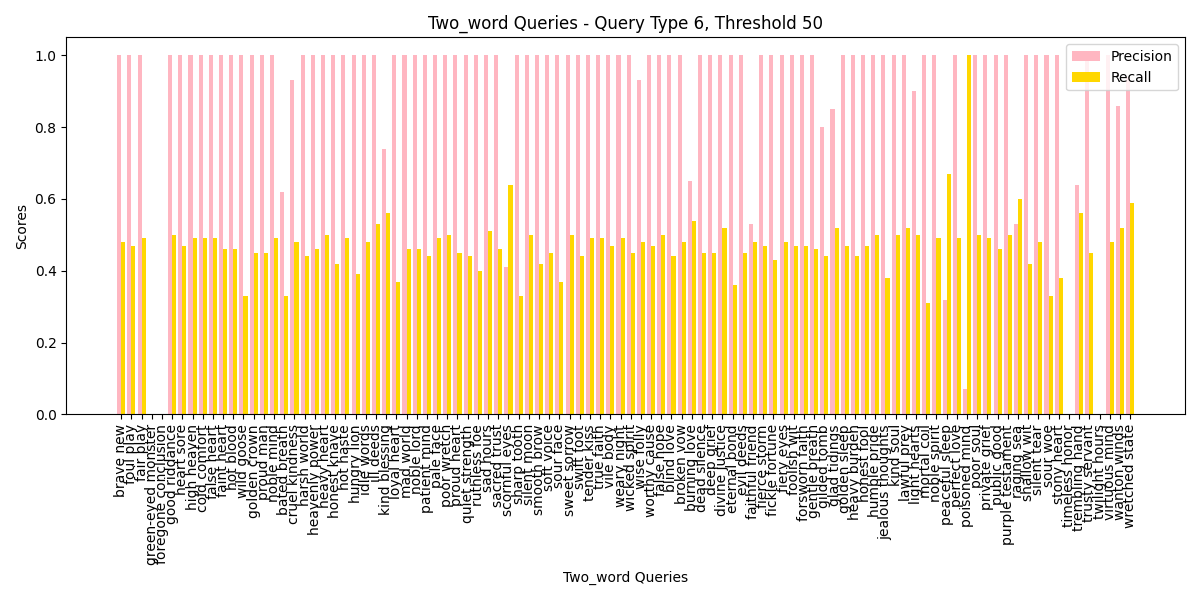 Two_word Queries - Query Type 6, Threshold 50
Precision
Recall
Scores
1.0
0.8
0.6
0.4
0.2
0.0
brave new
foul play
fair play
green-eyed monster
foregone conclusion
good riddance
heart sore
high heaven
cold comfort
heart
faint heart
hot blood
wild goose
golden crown
proud man
noble mind
bated breath
cruel kindness
harsh world
heavenly power
heavy heart
honest knave
hot haste
hungry lion
idle words
ill deeds
kind blessing
loyal heart
mad world
noble lord
patient mind
pale face
poor wretch
proud heart
quiet strength
ruthless foe
sad hours
sacred trust
scornful eyes
sharp tooth
silent moon
smooth brow
soft voice
sour face
sweet sorrow
swift foot
tender kiss
true faith
vile body
weary night
wicked spirit
wise folly
worthy cause
hope
blind love
broken vow
burning love
dead silence
deep grief
divine justice
eternal bond
evil deeds
faithful friend
fierce storm
fickle fortune
fiery eyes
foolish wit
forsworn faith
gentle breath
gilded tomb
glad tidings
golden sleep
heavy burden
honest fool
humble pride
jealous thoughts
kind soul
lawful prey
light hearts
mortal coil
noble spirit
peaceful sleep
perfect love
poisoned wine
poor soul
private grief
public good
purple testament
raging sea
shallow wit
silent tear
sour woe
stony heart
timeless honor
trembling hand
trusty servant
twilight hours
virtuous mind
wanton winds
wretched state
Two_word Queries